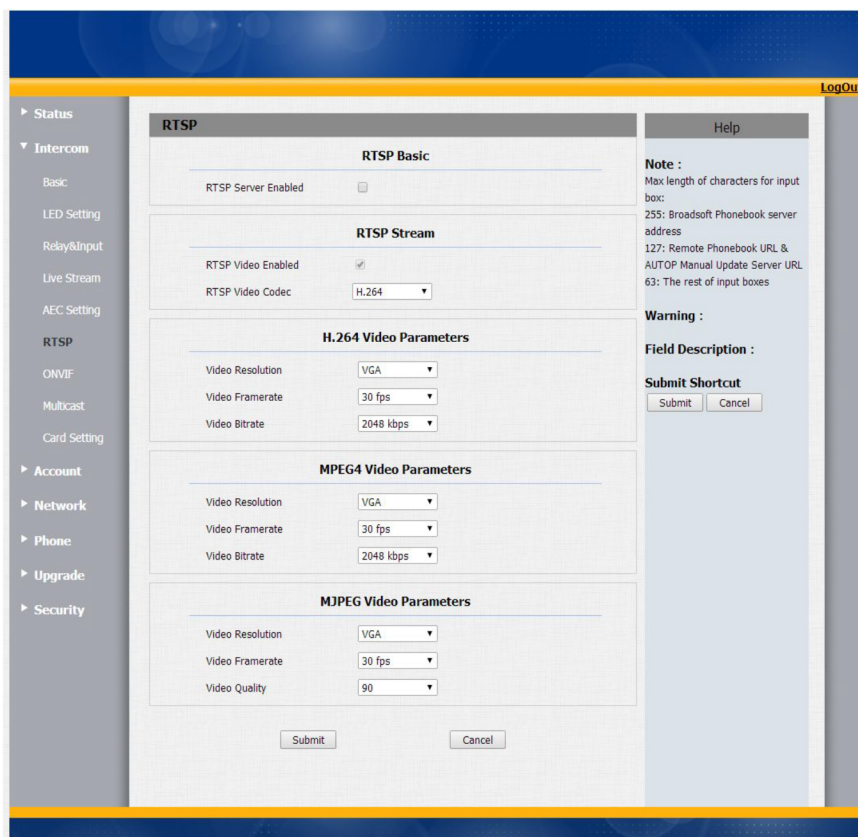 LogOu
Status
Intercom
Basic
LED Setting
Relay&Input
Live Stream
AEC Setting
RTSP
ONVIF
Multicast
Card Setting
Account
Network
Phone
Upgrade
Security
RTSP
RTSP Basic
RTSP Server Enabled
RTSP Stream
RTSP Video Enabled
RTSP Video Codec H.264
H.264 Video Parameters
Video Resolution VGA
Video Framerate 30 fps
Video Bitrate 2048 kbps
MPEG4 Video Parameters
Video Resolution VGA
Video Framerate 30 fps
Video Bitrate 2048 kbps
MJPEG Video Parameters
Video Resolution VGA
Video Framerate 30 fps
Video Quality 90
Submit Cancel
Help
Note :
Max length of characters for input
box:
255: Broadsoft Phonebook server
address
127: Remote Phonebook URL &
AUTOP Manual Update Server URL
63: The rest of input boxes
Warning :
Field Description :
Submit Shortcut
Submit Cancel